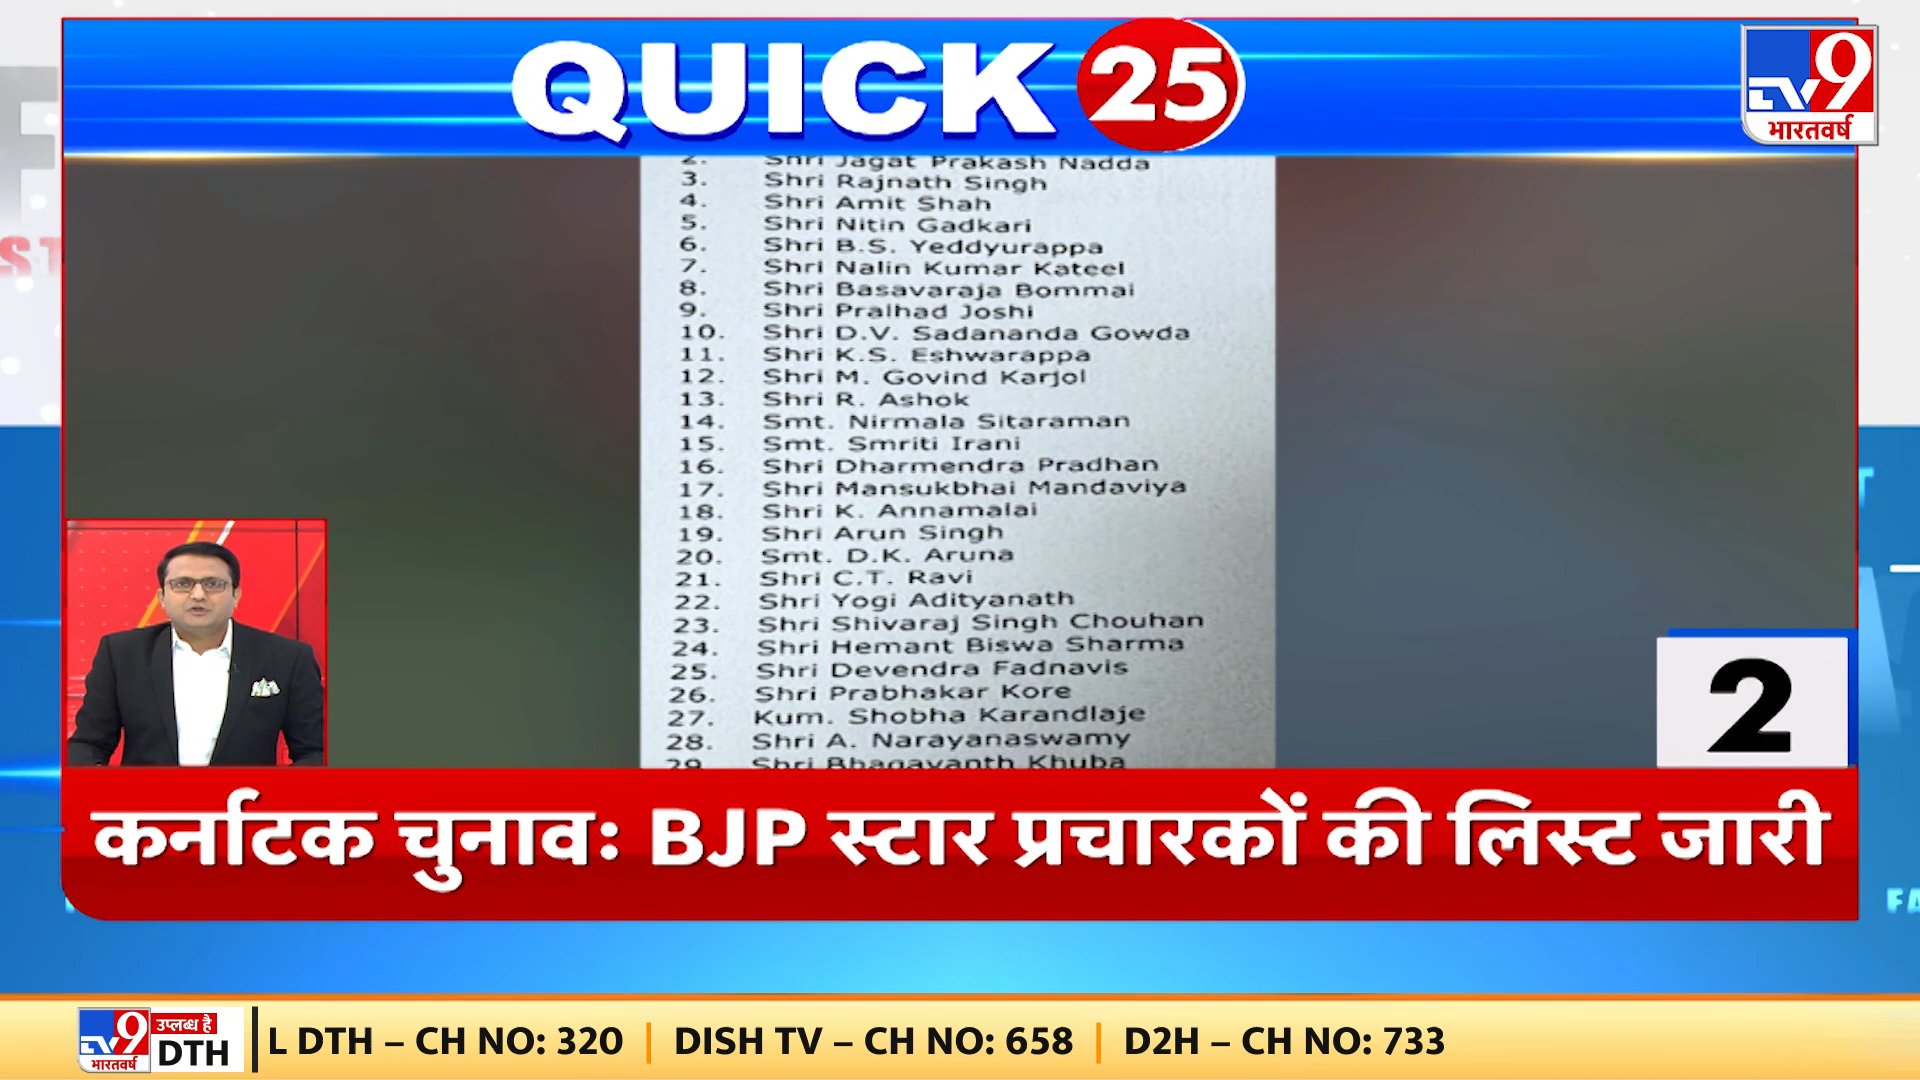 QUICK 25
TV9
भारतवर्ष
2. Shri Jagat Prakash Nadda
3. Shri Rajnath Singh
4. Shri Amit Shah
5. Shri Nitin Gadkari
6. Shri B.S. Yeddyurappa
7. Shri Nalin Kumar Kateel
8. Shri Basavaraja Bommai
9. Shri Pralhad Joshi
10. Shri D.V. Sadananda Gowda
11. Shri K.S. Eshwarappa
12. Shri M. Govind Karjol
13. Shri R. Ashok
14. Smt. Nirmala Sitaraman
15. Smt. Smriti Irani
16. Shri Dharmendra Pradhan
17. Shri Mansukbhai Mandaviya
18. Shri K. Annamalai
19. Shri Arun Singh
20. Smt. D.K. Aruna
21. Shri C.T. Ravi
22. Shri Yogi Adityanath
23. Shri Shivaraj Singh Chouhan
24. Shri Hemant Biswa Sharma
25. Shri Devendra Fadnavis
26. Shri Prabhakar Kore
27. Kum. Shobha Karandlaje
28. Shri A. Narayanaswamy
29. Shri Bhagavanth Khuba
2
कर्नाटक चुनावः BJP स्टार प्रचारकों की लिस्ट जारी
TV9 भारतवर्ष उप्लब्ध है DTH
L DTH – CH NO: 320 | DISH TV – CH NO: 658 | D2H – CH NO: 733